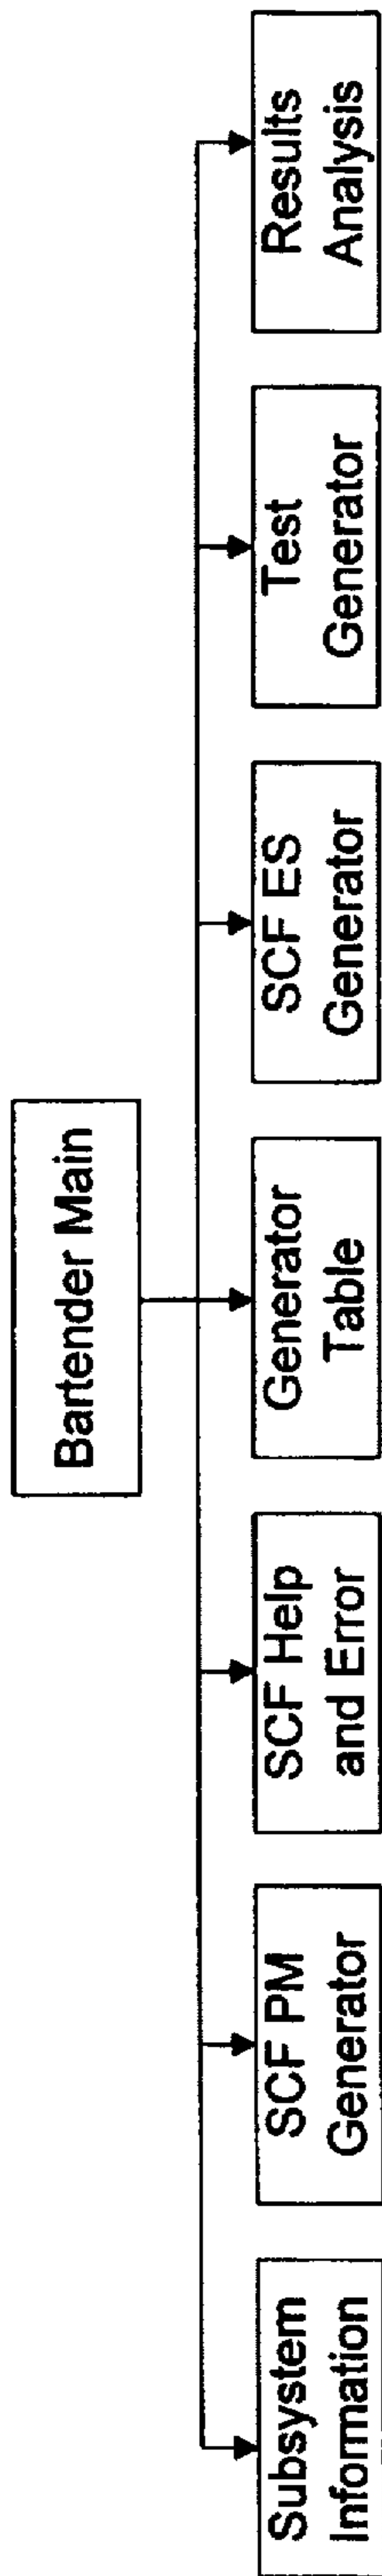 Bartender Main
Subsystem
Information
SCF PM
Generator
SCF Help
and Error
Generator
Table
SCF ES
Generator
Test
Generator
Results
Analysis